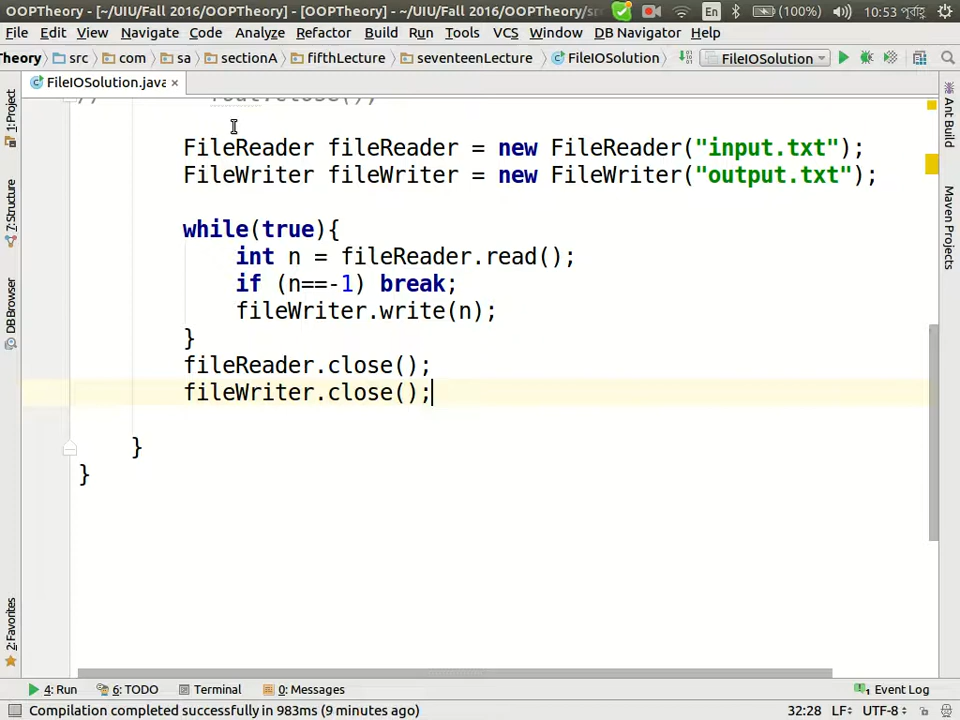 OOPTheory - [~/UIU/Fall 2016/OOPTheory] - [OOPTheory] - ~/UIU/Fall 2016/OOPTheory/
(100%) 10:53 পূর্বাহ্ণ
En
File Edit View Navigate Code Analyze Refactor Build Run Tools VCS Window DB Navigator Help
Theory src com sa sectionA fifthLecture seventeenLecture FileIOSolution FileIOSolution
FileIOSolution.java
1: Project
7: Structure
DB Browser
2: Favorites
Ant Build
Maven Projects
// fout.close();
FileReader fileReader = new FileReader("input.txt");
FileWriter fileWriter = new FileWriter("output.txt");
while(true){
int n = fileReader.read();
if (n==-1) break;
fileWriter.write(n);
}
fileReader.close();
fileWriter.close();
}
}
4: Run 6: TODO Terminal 0: Messages Event Log
Compilation completed successfully in 983ms (9 minutes ago) 32:28 LF÷ UTF-8÷